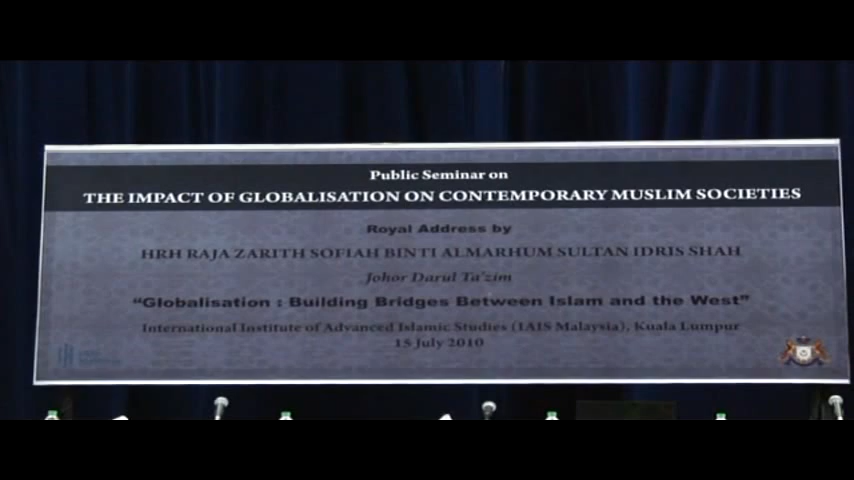 Public Seminar on
THE IMPACT OF GLOBALISATION ON CONTEMPORARY MUSLIM SOCIETIES
Royal Address by
HRH RAJA ZARITH SOFIAH BINTI ALMARHUM SULTAN IDRIS SHAH
Johor Darul Ta'zim
“Globalisation : Building Bridges Between Islam and the West”
International Institute of Advanced Islamic Studies (IAIS Malaysia), Kuala Lumpur
15 July 2010